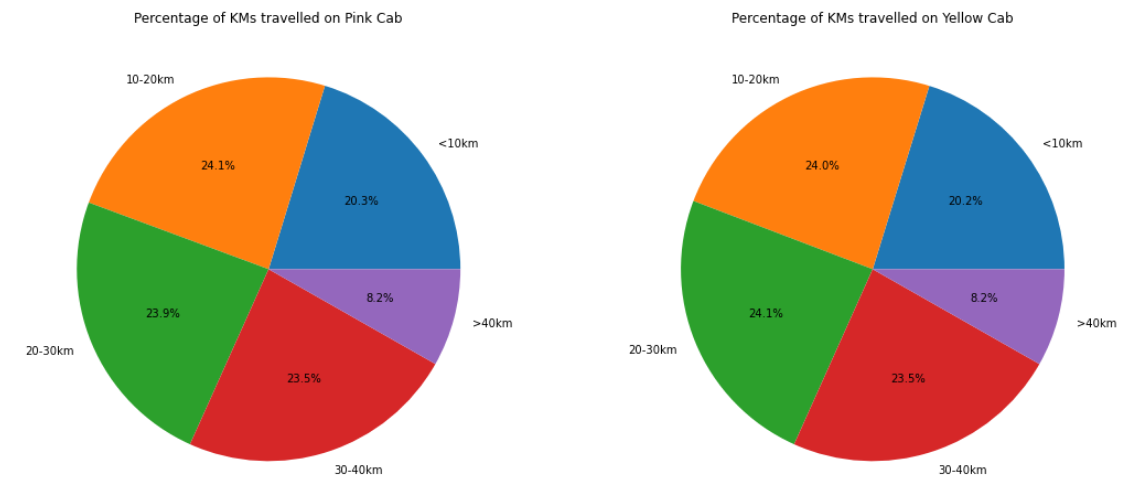 Percentage of KMs travelled on Pink Cab
10-20km
<10km
24.1%
20.3%
23.9%
8.2%
20-30km
>40km
23.5%
30-40km
Percentage of KMs travelled on Yellow Cab
10-20km
<10km
24.0%
20.2%
24.1%
8.2%
20-30km
>40km
23.5%
30-40km